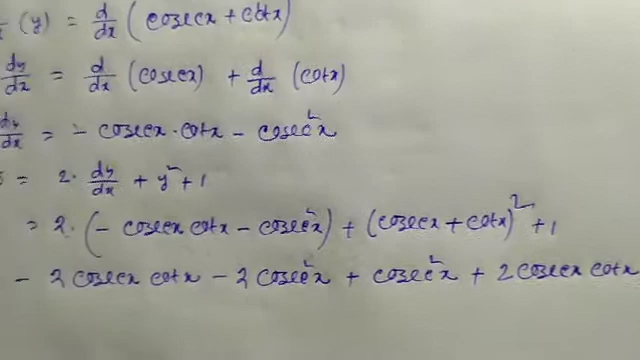 (y) = d/dx (cosecx + cotx)
dy/dx = d/dx (cosecx) + d/dx (cotx)
dy/dx = - cosecx · cotx - cosec²x
= 2 · dy/dx + y² + 1
= 2 · (- cosecx cotx - cosec²x) + (cosecx + cotx)² + 1
- 2 cosecx cotx - 2 cosec²x + cosec²x + 2 cosecx cotx